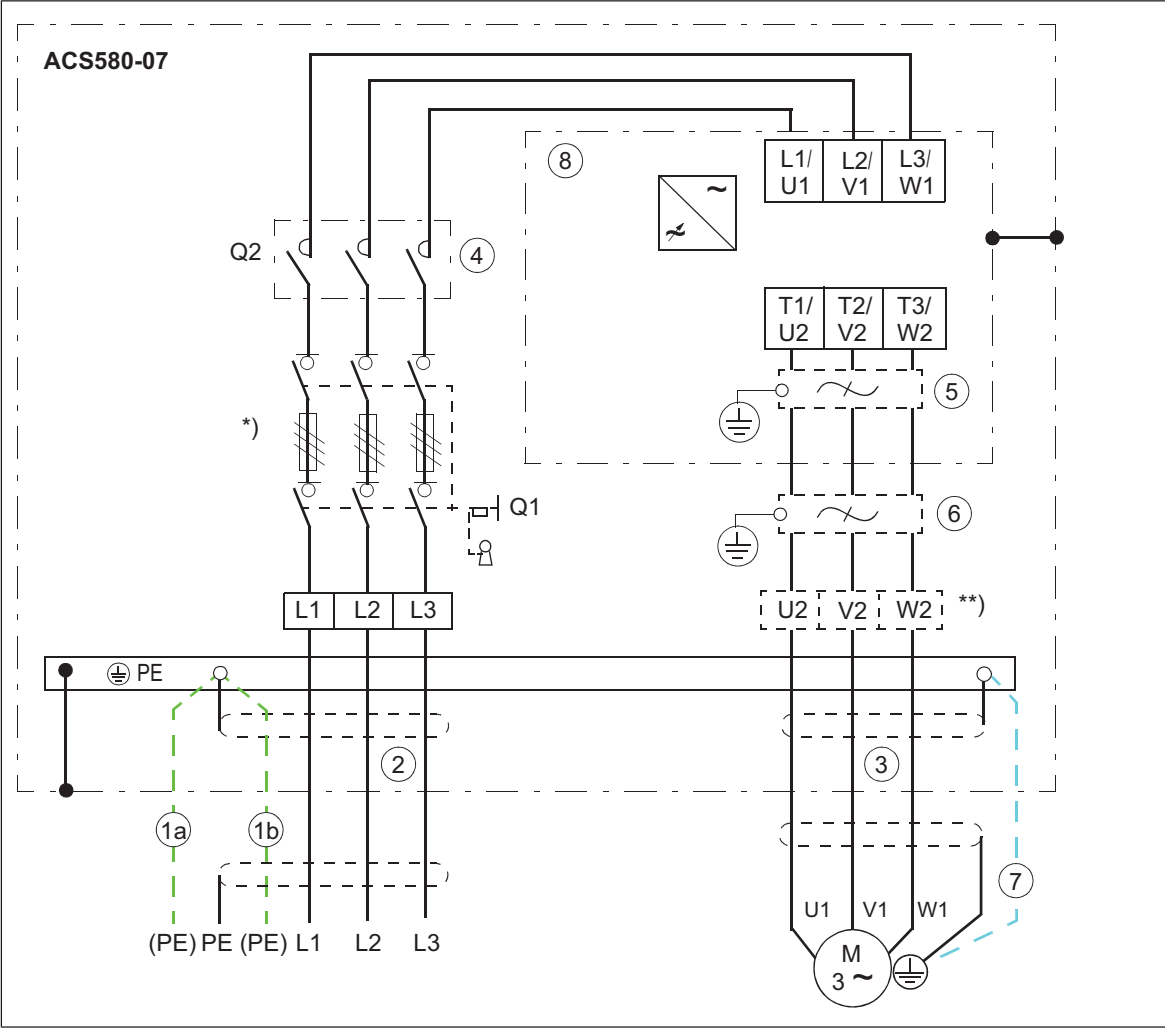 ACS580-07
8
L1/ L2/ L3/
U1 V1 W1
Q2
4
T1/ T2/ T3/
U2 V2 W2
5
*)
Q1
6
L1 L2 L3
U2 V2 W2 **)
PE
2
3
1a 1b
7
U1 V1 W1
(PE) PE (PE) L1 L2 L3
M
3 ~